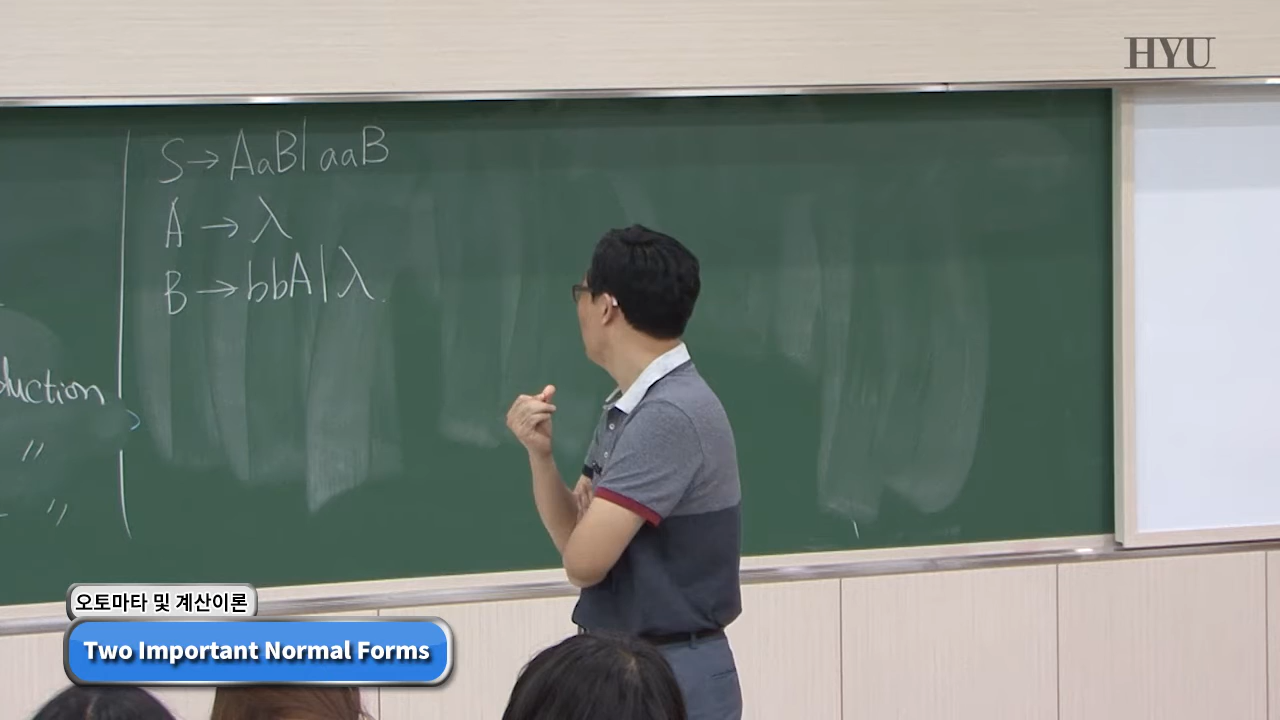 HYU
S → AaB | aaB
A → λ
B → bbA | λ
duction
〃
〃
오토마타 및 계산이론
Two Important Normal Forms